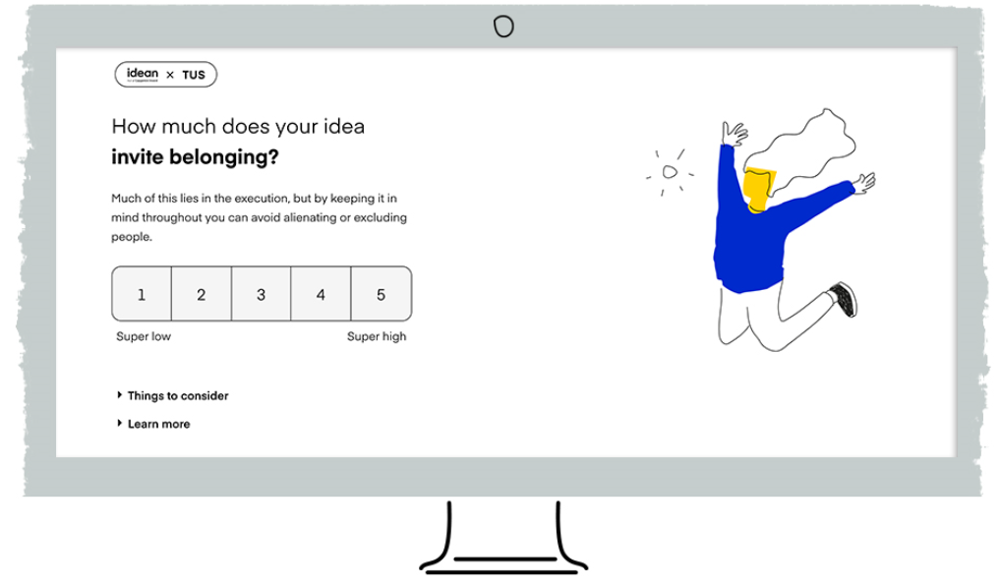 idean × TUS
How much does your idea
invite belonging?
Much of this lies in the execution, but by keeping it in
mind throughout you can avoid alienating or excluding
people.
1 2 3 4 5
Super low Super high
Things to consider
Learn more